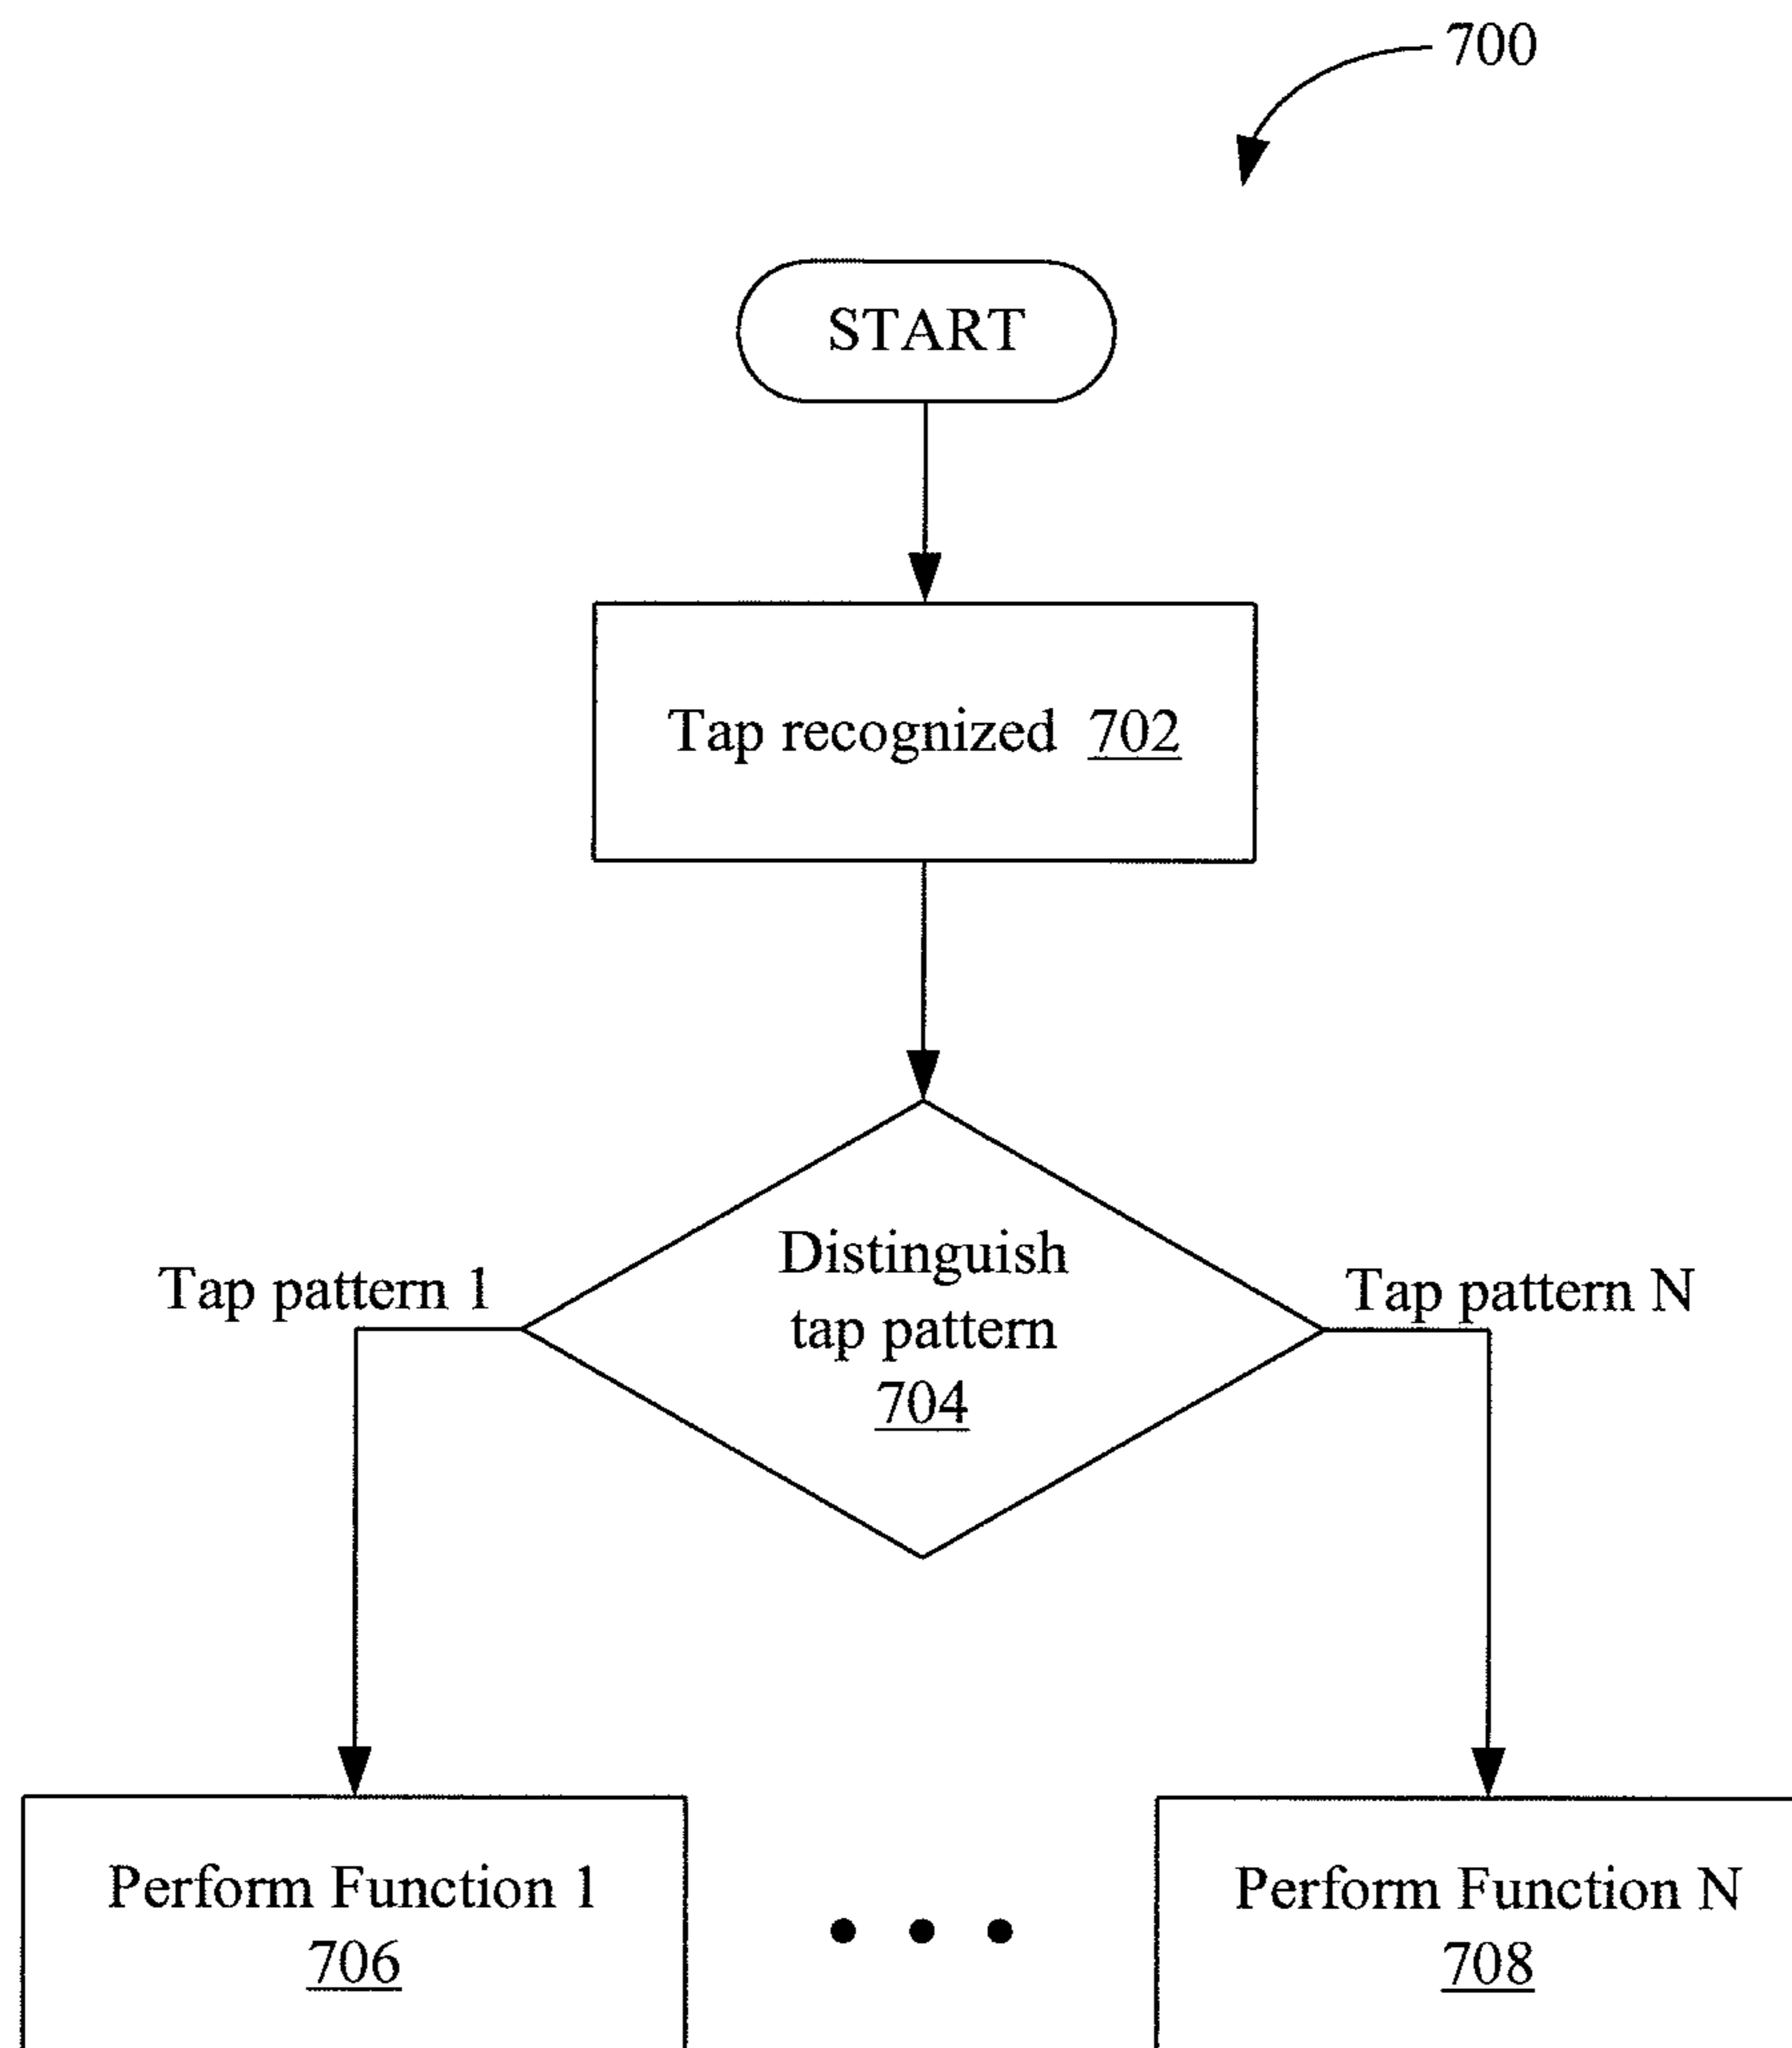 700
START
Tap recognized 702
Distinguish
tap pattern
704
Tap pattern 1
Tap pattern N
Perform Function 1
706
Perform Function N
708